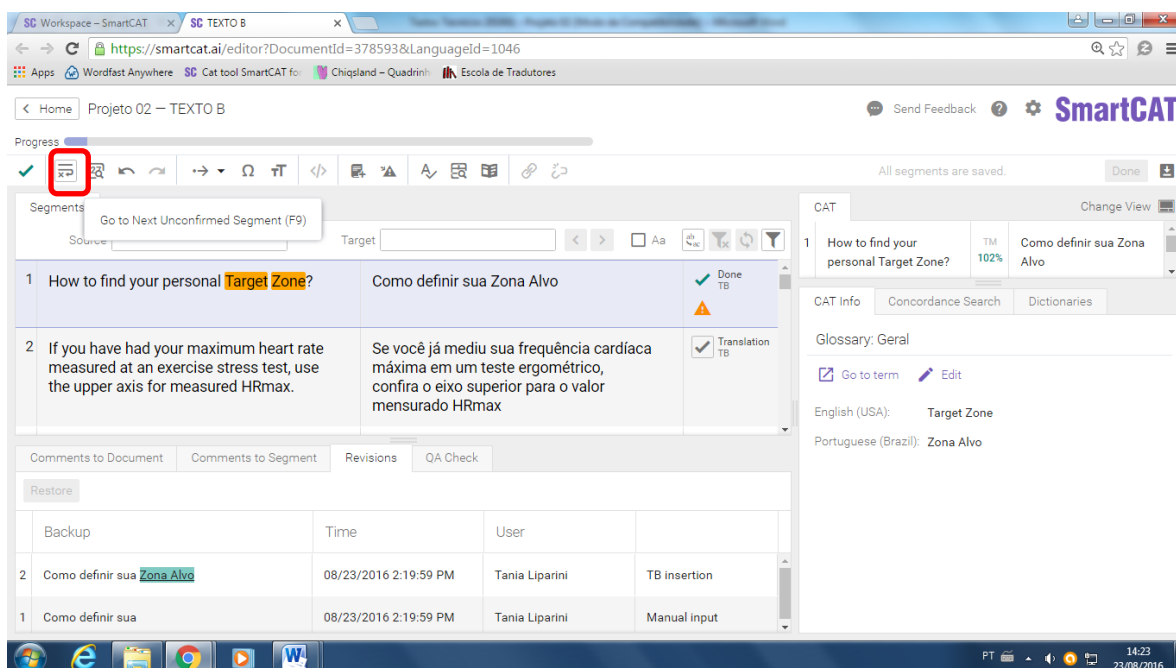 SC Workspace – SmartCAT
SC TEXTO B
https://smartcat.ai/editor?DocumentId=378593&LanguageId=1046
Apps
Wordfast Anywhere
SC Cat tool SmartCAT for
Chiqsland – Quadrinh
Escola de Tradutores
Home
Projeto 02 — TEXTO B
Send Feedback
SmartCAT
Progress
All segments are saved.
Done
Segments
Go to Next Unconfirmed Segment (F9)
Source
Target
Aa
1
How to find your personal Target Zone?
Como definir sua Zona Alvo
Done
TB
2
If you have had your maximum heart rate
measured at an exercise stress test, use
the upper axis for measured HRmax.
Se você já mediu sua frequência cardíaca
máxima em um teste ergométrico,
confira o eixo superior para o valor
mensurado HRmax
Translation
TB
CAT
Change View
1
How to find your
personal Target Zone?
TM
102%
Como definir sua Zona
Alvo
CAT Info
Concordance Search
Dictionaries
Glossary: Geral
Go to term
Edit
English (USA): Target Zone
Portuguese (Brazil): Zona Alvo
Comments to Document
Comments to Segment
Revisions
QA Check
Restore
Backup
Time
User
2 Como definir sua Zona Alvo 08/23/2016 2:19:59 PM Tania Liparini TB insertion
1 Como definir sua 08/23/2016 2:19:59 PM Tania Liparini Manual input
PT
14:23
23/08/2016